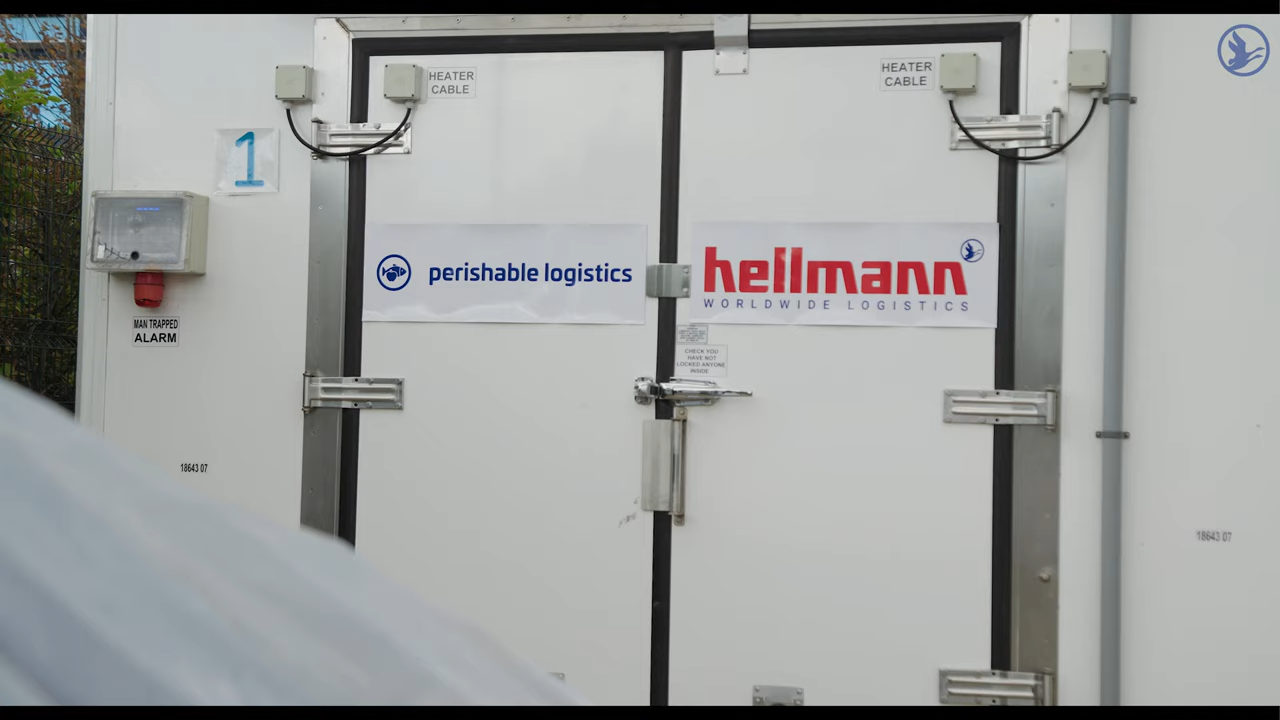 HEATER
CABLE
HEATER
CABLE
1
perishable logistics
hellmann
WORLDWIDE LOGISTICS
MAN TRAPPED
ALARM
CHECK YOU
HAVE NOT
LOCKED ANYONE
INSIDE
18643 07
18643 07